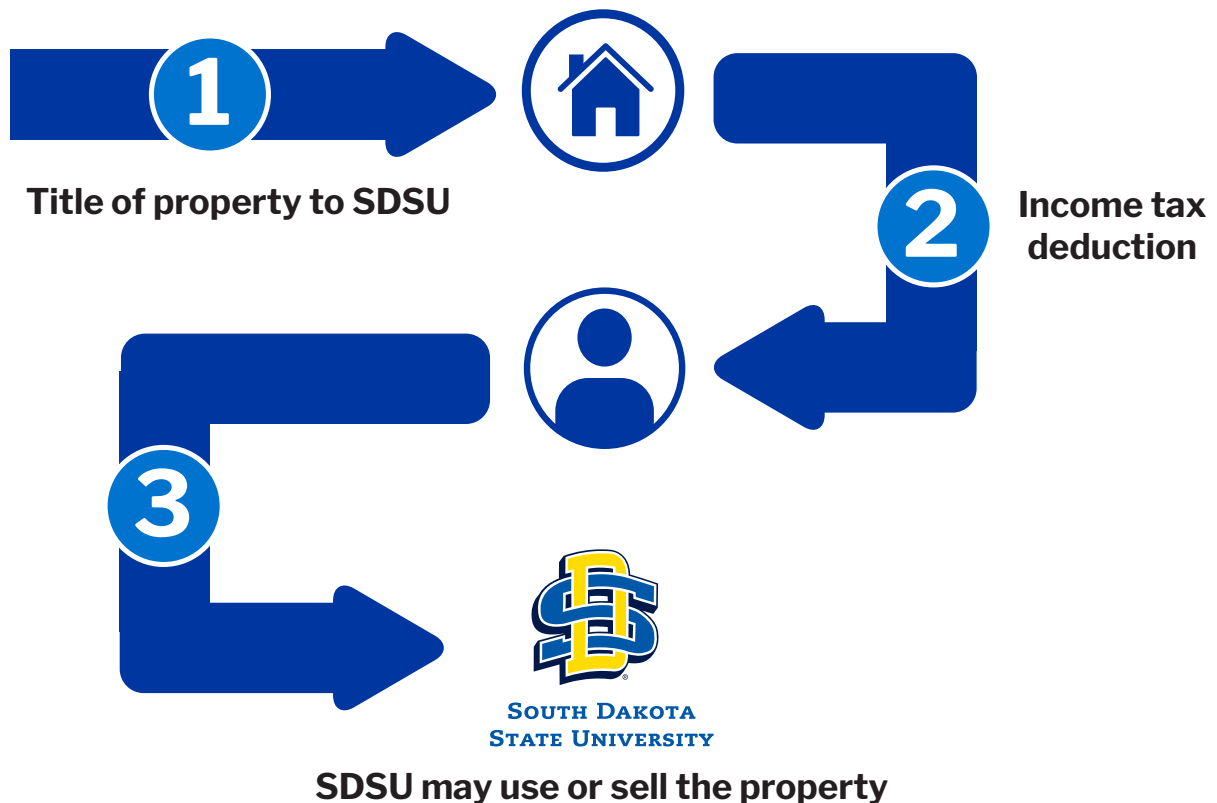 1
Title of property to SDSU
2
Income tax
deduction
3
SD
®
SOUTH DAKOTA
STATE UNIVERSITY
SDSU may use or sell the property